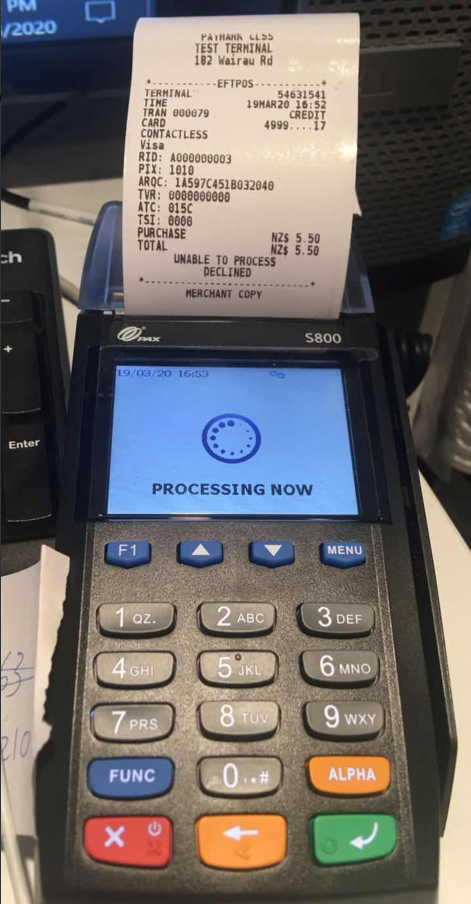 PM
/2020
PAYMARK CLSS
TEST TERMINAL
182 Wairau Rd
*----------EFTPOS----------*
TERMINAL 54631541
TIME 19MAR20 16:52
TRAN 000079 CREDIT
CARD 4999....17
CONTACTLESS
Visa
RID: A000000003
PIX: 1010
ARQC: 1A597C451B032040
TVR: 0000000000
ATC: 015C
TSI: 0000
PURCHASE NZ$ 5.50
TOTAL NZ$ 5.50
UNABLE TO PROCESS
DECLINED
*--------------------------*
MERCHANT COPY
PAX S800
19/03/20 16:53
PROCESSING NOW
F1 MENU
1 QZ. 2 ABC 3 DEF
4 GHI 5 JKL 6 MNO
7 PRS 8 TUV 9 WXY
FUNC 0 ,.*# ALPHA
ch
-
+
Enter